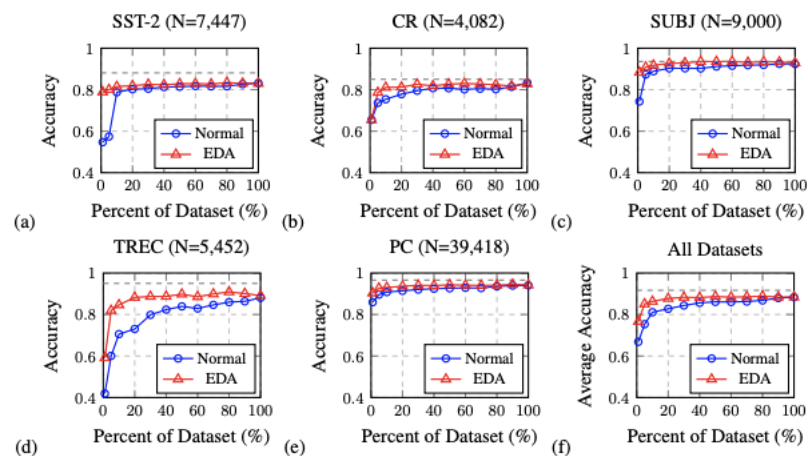 SST-2 (N=7,447)
1
0.8
0.6
0.4
Accuracy
Normal
EDA
0 20 40 60 80 100
Percent of Dataset (%)
(a)
CR (N=4,082)
1
0.8
0.6
0.4
Accuracy
Normal
EDA
0 20 40 60 80 100
Percent of Dataset (%)
(b)
SUBJ (N=9,000)
1
0.8
0.6
0.4
Accuracy
Normal
EDA
0 20 40 60 80 100
Percent of Dataset (%)
(c)
TREC (N=5,452)
1
0.8
0.6
0.4
Accuracy
Normal
EDA
0 20 40 60 80 100
Percent of Dataset (%)
(d)
PC (N=39,418)
1
0.8
0.6
0.4
Accuracy
Normal
EDA
0 20 40 60 80 100
Percent of Dataset (%)
(e)
All Datasets
1
0.8
0.6
0.4
Average Accuracy
Normal
EDA
0 20 40 60 80 100
Percent of Dataset (%)
(f)